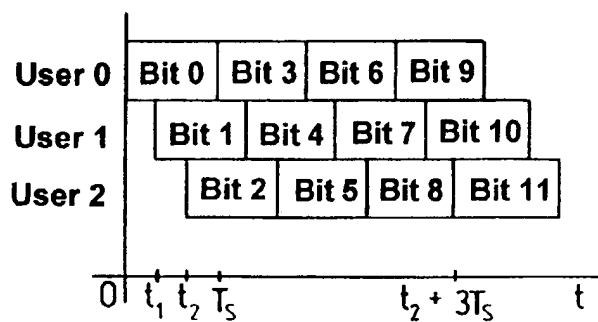 User 0 Bit 0 Bit 3 Bit 6 Bit 9
User 1 Bit 1 Bit 4 Bit 7 Bit 10
User 2 Bit 2 Bit 5 Bit 8 Bit 11
0 t₁ t₂ Tₛ t₂ + 3Tₛ t